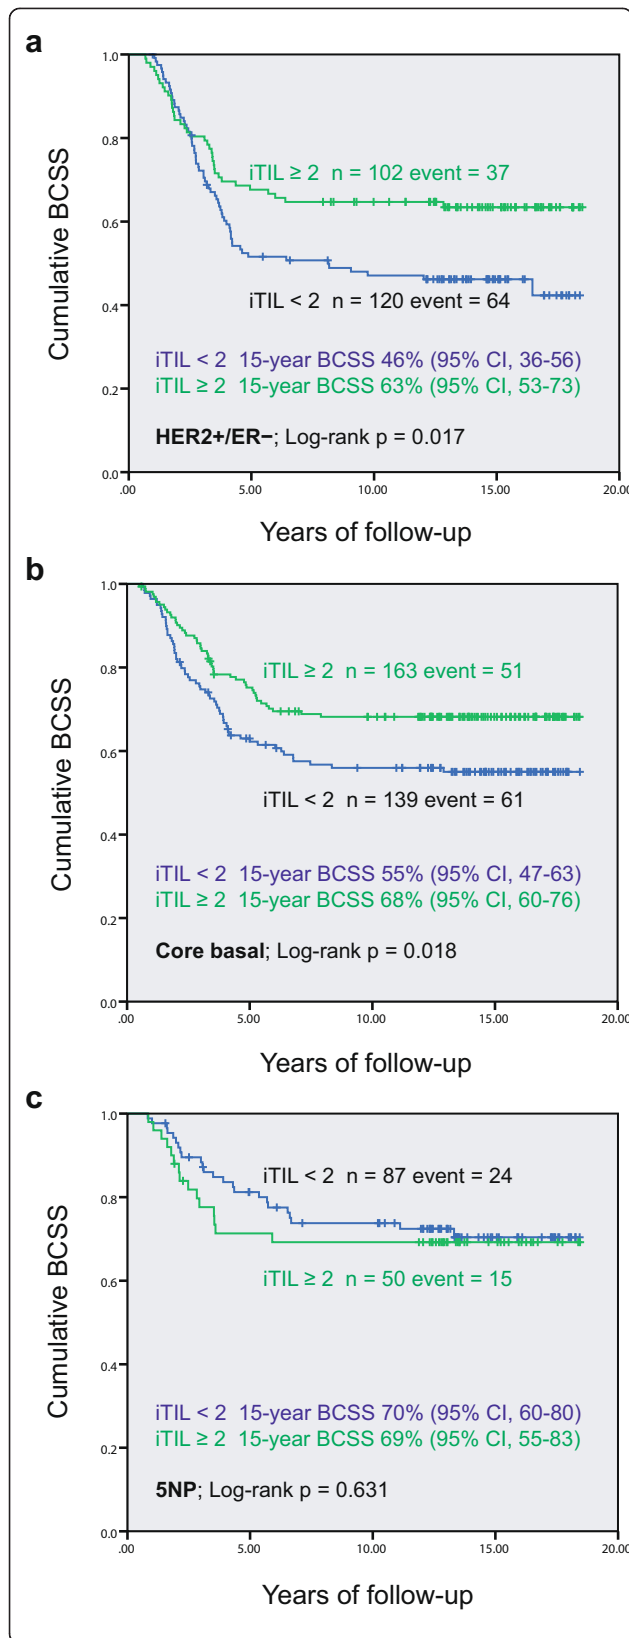 a
1.0
0.8
0.6
0.4
0.2
0.0
Cumulative BCSS
iTIL ≥ 2 n = 102 event = 37
iTIL < 2 n = 120 event = 64
iTIL < 2 15-year BCSS 46% (95% CI, 36-56)
iTIL ≥ 2 15-year BCSS 63% (95% CI, 53-73)
HER2+/ER−; Log-rank p = 0.017
.00 5.00 10.00 15.00 20.00
Years of follow-up
b
1.0
0.8
0.6
0.4
0.2
0.0
Cumulative BCSS
iTIL ≥ 2 n = 163 event = 51
iTIL < 2 n = 139 event = 61
iTIL < 2 15-year BCSS 55% (95% CI, 47-63)
iTIL ≥ 2 15-year BCSS 68% (95% CI, 60-76)
Core basal; Log-rank p = 0.018
.00 5.00 10.00 15.00 20.00
Years of follow-up
c
1.0
0.8
0.6
0.4
0.2
0.0
Cumulative BCSS
iTIL < 2 n = 87 event = 24
iTIL ≥ 2 n = 50 event = 15
iTIL < 2 15-year BCSS 70% (95% CI, 60-80)
iTIL ≥ 2 15-year BCSS 69% (95% CI, 55-83)
5NP; Log-rank p = 0.631
.00 5.00 10.00 15.00 20.00
Years of follow-up